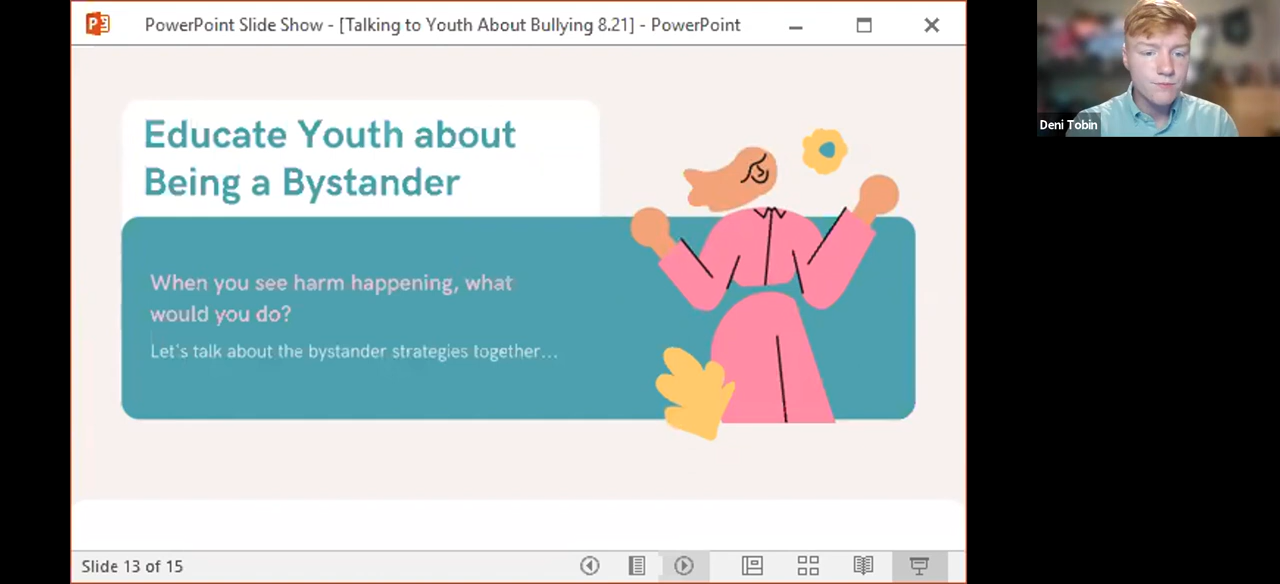 PowerPoint Slide Show - [Talking to Youth About Bullying 8.21] - PowerPoint
Educate Youth about
Being a Bystander
When you see harm happening, what
would you do?
Let's talk about the bystander strategies together...
Slide 13 of 15
Deni Tobin